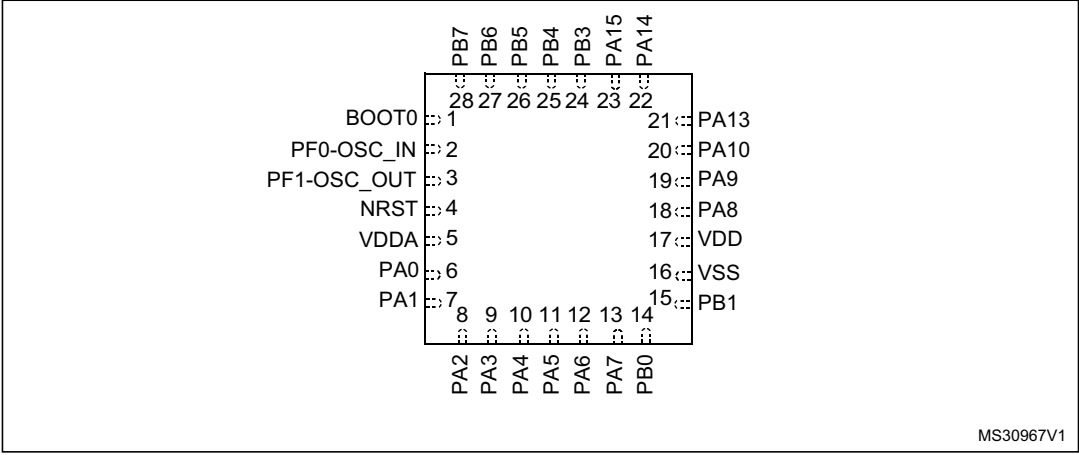 PB7 PB6 PB5 PB4 PB3 PA15 PA14
28 27 26 25 24 23 22
BOOT0 1 21 PA13
PF0-OSC_IN 2 20 PA10
PF1-OSC_OUT 3 19 PA9
NRST 4 18 PA8
VDDA 5 17 VDD
PA0 6 16 VSS
PA1 7 15 PB1
8 9 10 11 12 13 14
PA2 PA3 PA4 PA5 PA6 PA7 PB0
MS30967V1